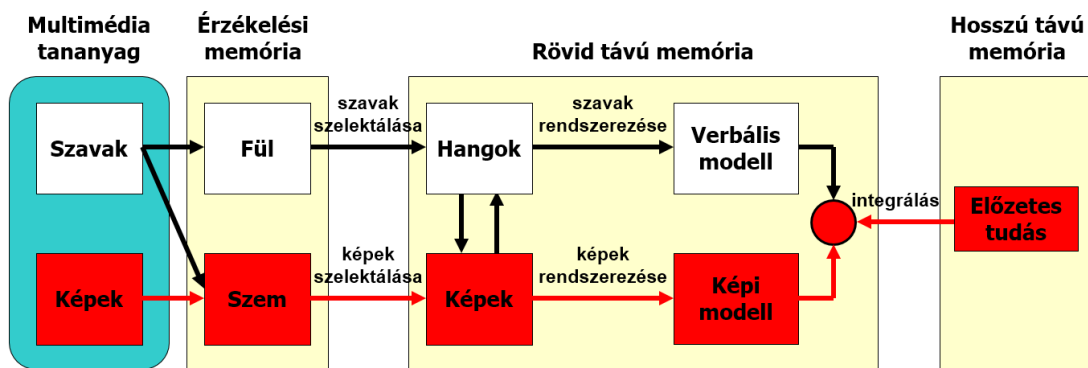 Multimédia
tananyag
Érzékelési
memória
Rövid távú memória
Hosszú távú
memória
Szavak
Fül
szavak
szelektálása
Hangok
szavak
rendszerezése
Verbális
modell
integrálás
Előzetes
tudás
Képek
Szem
képek
szelektálása
Képek
képek
rendszerezése
Képi
modell